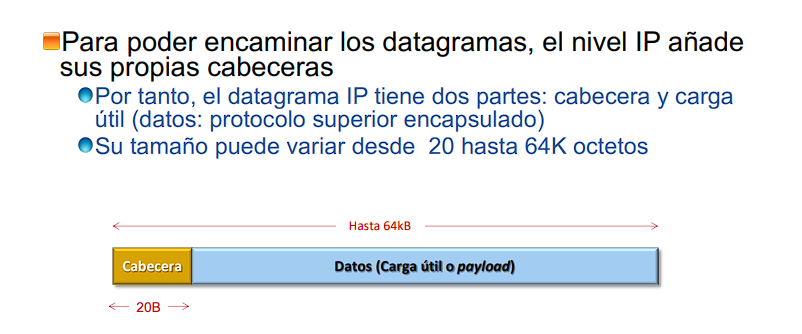 Para poder encaminar los datagramas, el nivel IP añade
sus propias cabeceras
Por tanto, el datagrama IP tiene dos partes: cabecera y carga
útil (datos: protocolo superior encapsulado)
Su tamaño puede variar desde 20 hasta 64K octetos
Hasta 64kB
Cabecera
Datos (Carga útil o payload)
20B